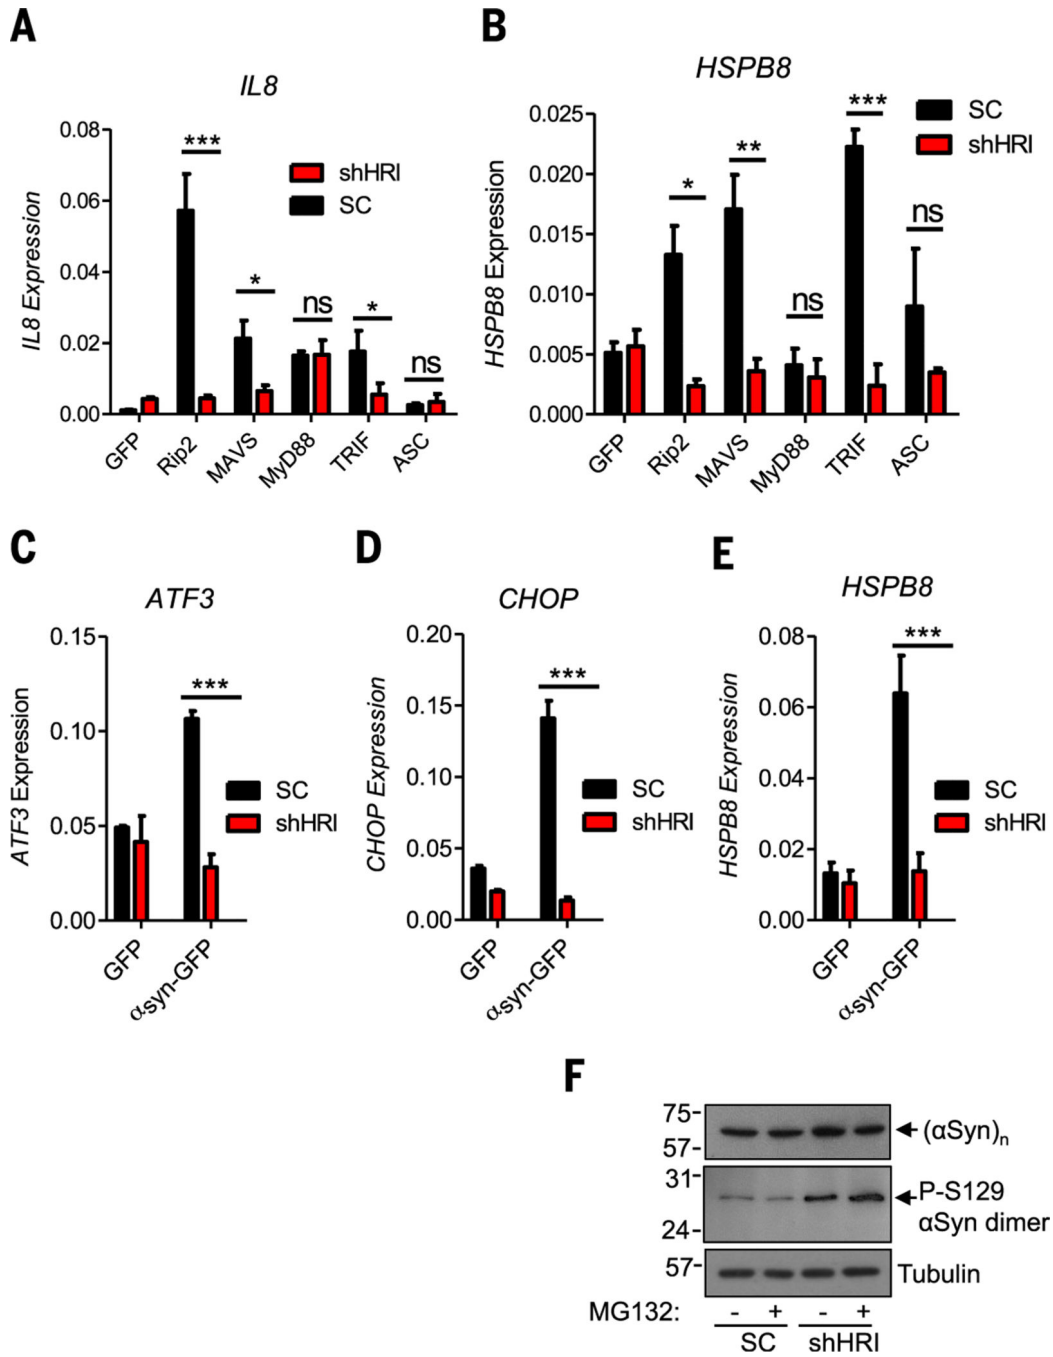 A
IL8
IL8 Expression
0.08
0.06
0.04
0.02
0.00
***
*
ns
*
ns
shHRI
SC
GFP
Rip2
MAVS
MyD88
TRIF
ASC
B
HSPB8
HSPB8 Expression
0.025
0.020
0.015
0.010
0.005
0.000
*
**
ns
***
ns
SC
shHRI
GFP
Rip2
MAVS
MyD88
TRIF
ASC
C
ATF3
ATF3 Expression
0.15
0.10
0.05
0.00
***
SC
shHRI
GFP
αsyn-GFP
D
CHOP
CHOP Expression
0.20
0.15
0.10
0.05
0.00
***
SC
shHRI
GFP
αsyn-GFP
E
HSPB8
HSPB8 Expression
0.08
0.06
0.04
0.02
0.00
***
SC
shHRI
GFP
αsyn-GFP
F
75-
57-
(αSyn)n
31-
24-
P-S129
αSyn dimer
57-
Tubulin
MG132: - + - +
SC shHRI